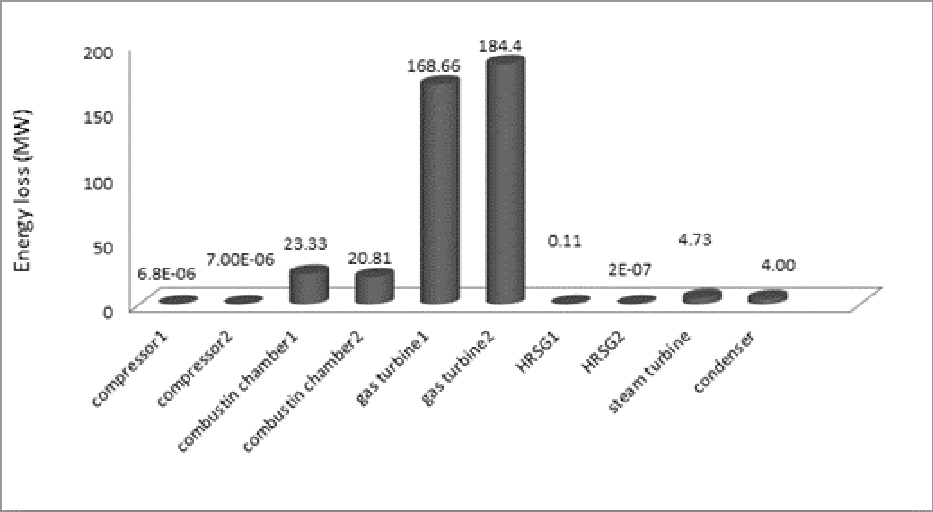 Energy loss (MW)
200
150
100
50
0
6.8E-06
7.00E-06
23.33
20.81
168.66
184.4
0.11
2E-07
4.73
4.00
compressor1
compressor2
combustin chamber1
combustin chamber2
gas turbine1
gas turbine2
HRSG1
HRSG2
steam turbine
condenser